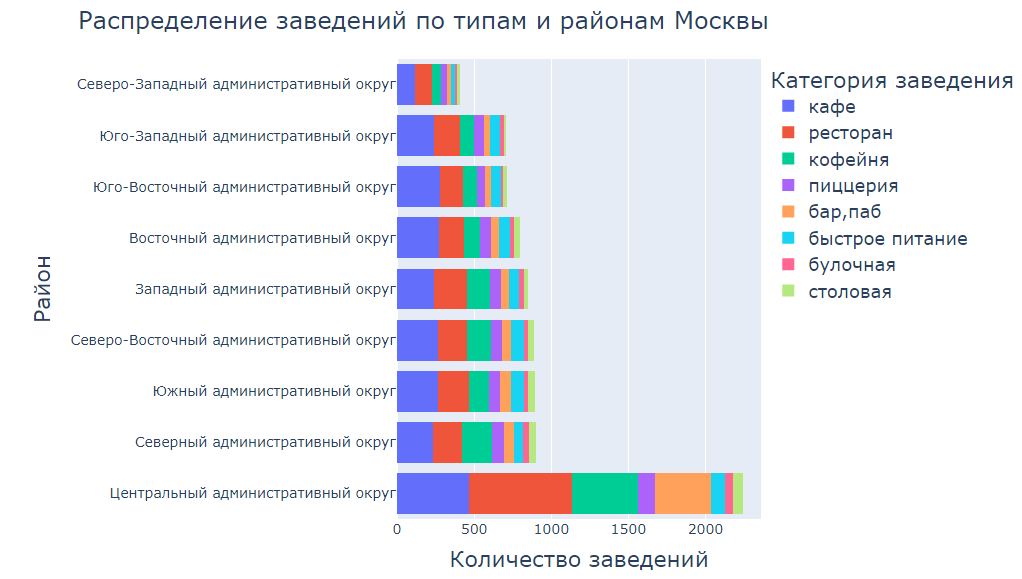 Распределение заведений по типам и районам Москвы
Район
Северо-Западный административный округ
Юго-Западный административный округ
Юго-Восточный административный округ
Восточный административный округ
Западный административный округ
Северо-Восточный административный округ
Южный административный округ
Северный административный округ
Центральный административный округ
0 500 1000 1500 2000
Количество заведений
Категория заведения
кафе
ресторан
кофейня
пиццерия
бар,паб
быстрое питание
булочная
столовая